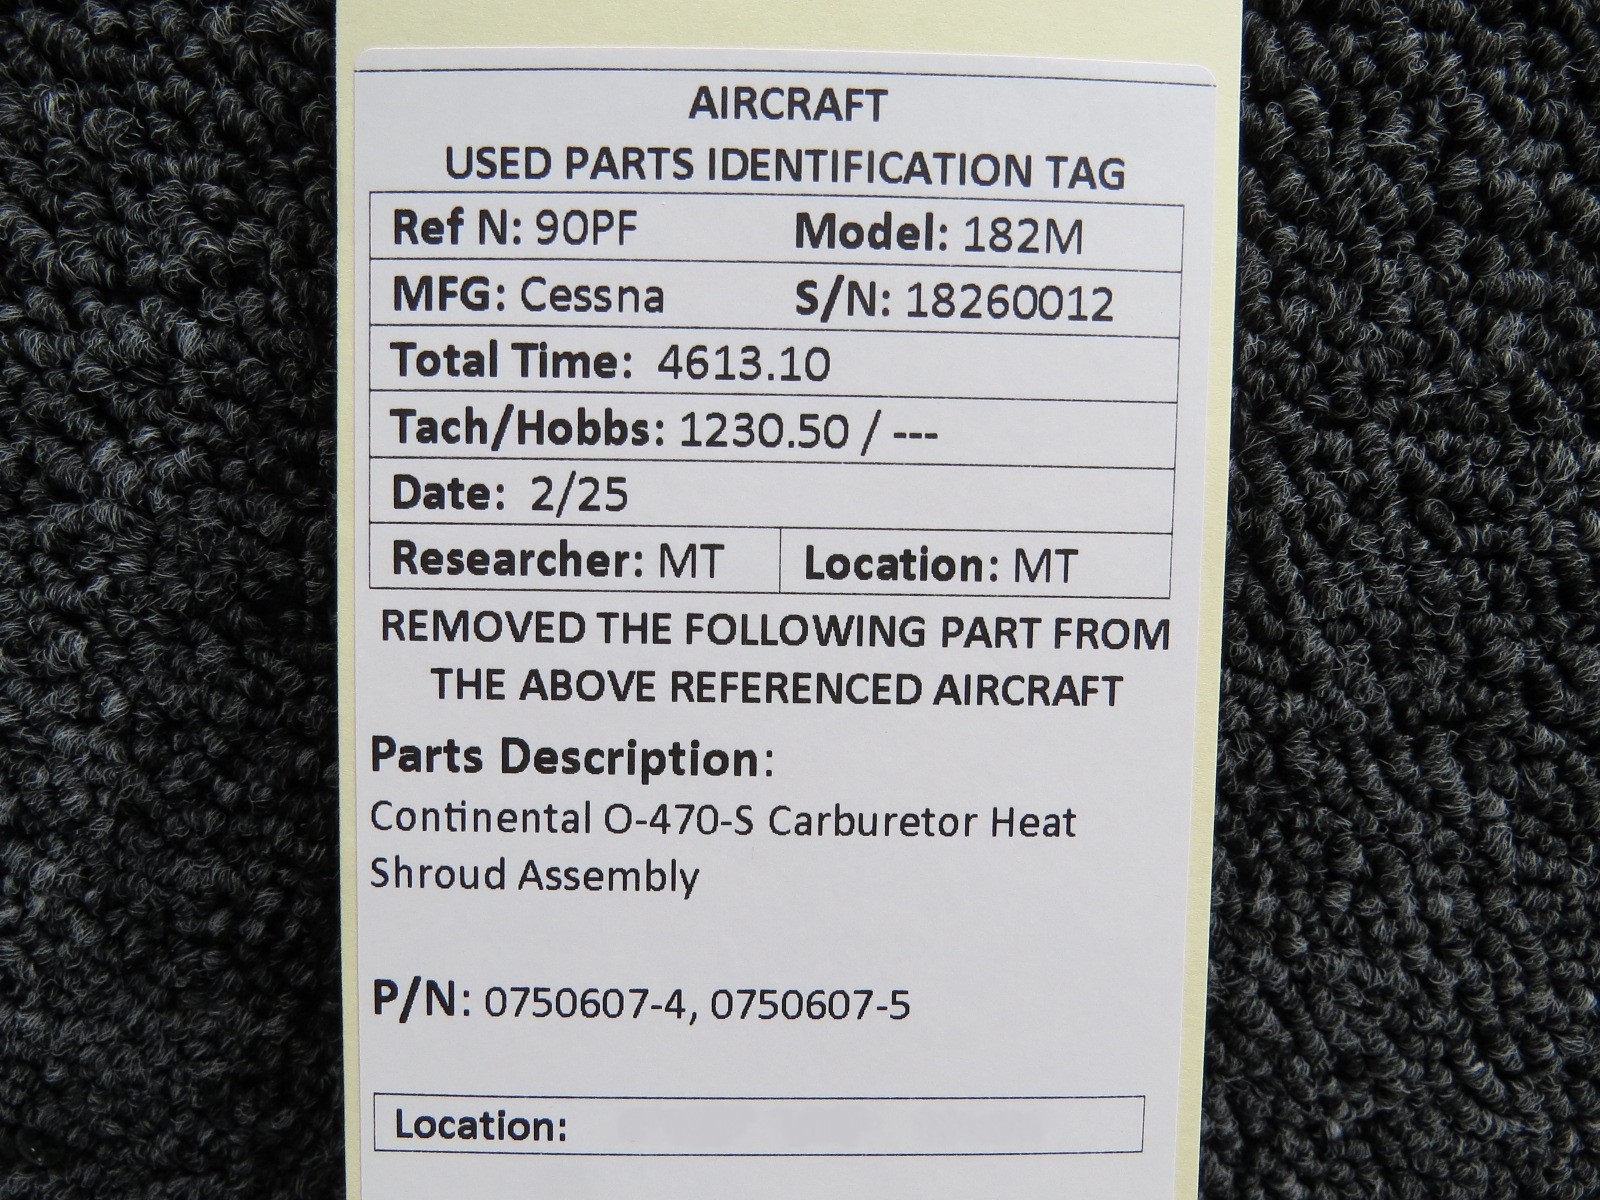 AIRCRAFT
USED PARTS IDENTIFICATION TAG
Ref N: 90PF Model: 182M
MFG: Cessna S/N: 18260012
Total Time: 4613.10
Tach/Hobbs: 1230.50 / ---
Date: 2/25
Researcher: MT Location: MT
REMOVED THE FOLLOWING PART FROM
THE ABOVE REFERENCED AIRCRAFT
Parts Description:
Continental O-470-S Carburetor Heat
Shroud Assembly
P/N: 0750607-4, 0750607-5
Location: